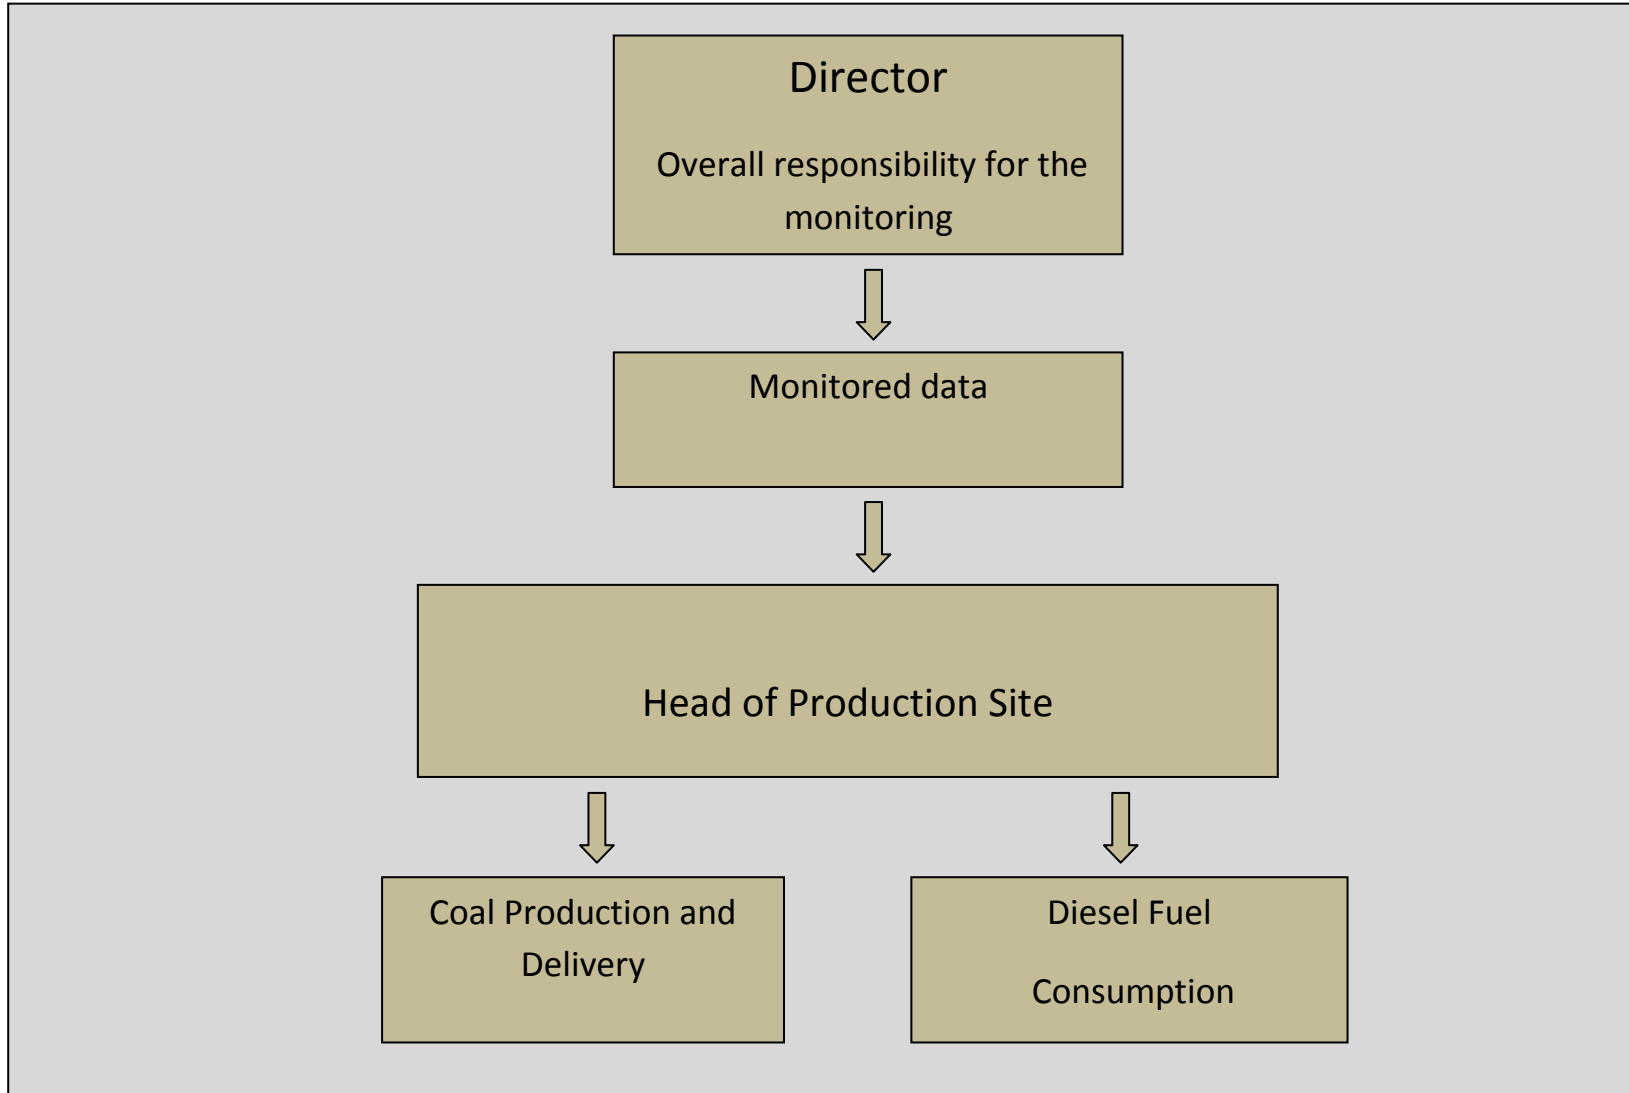 Director
Overall responsibility for the
monitoring
Monitored data
Head of Production Site
Coal Production and
Delivery
Diesel Fuel
Consumption